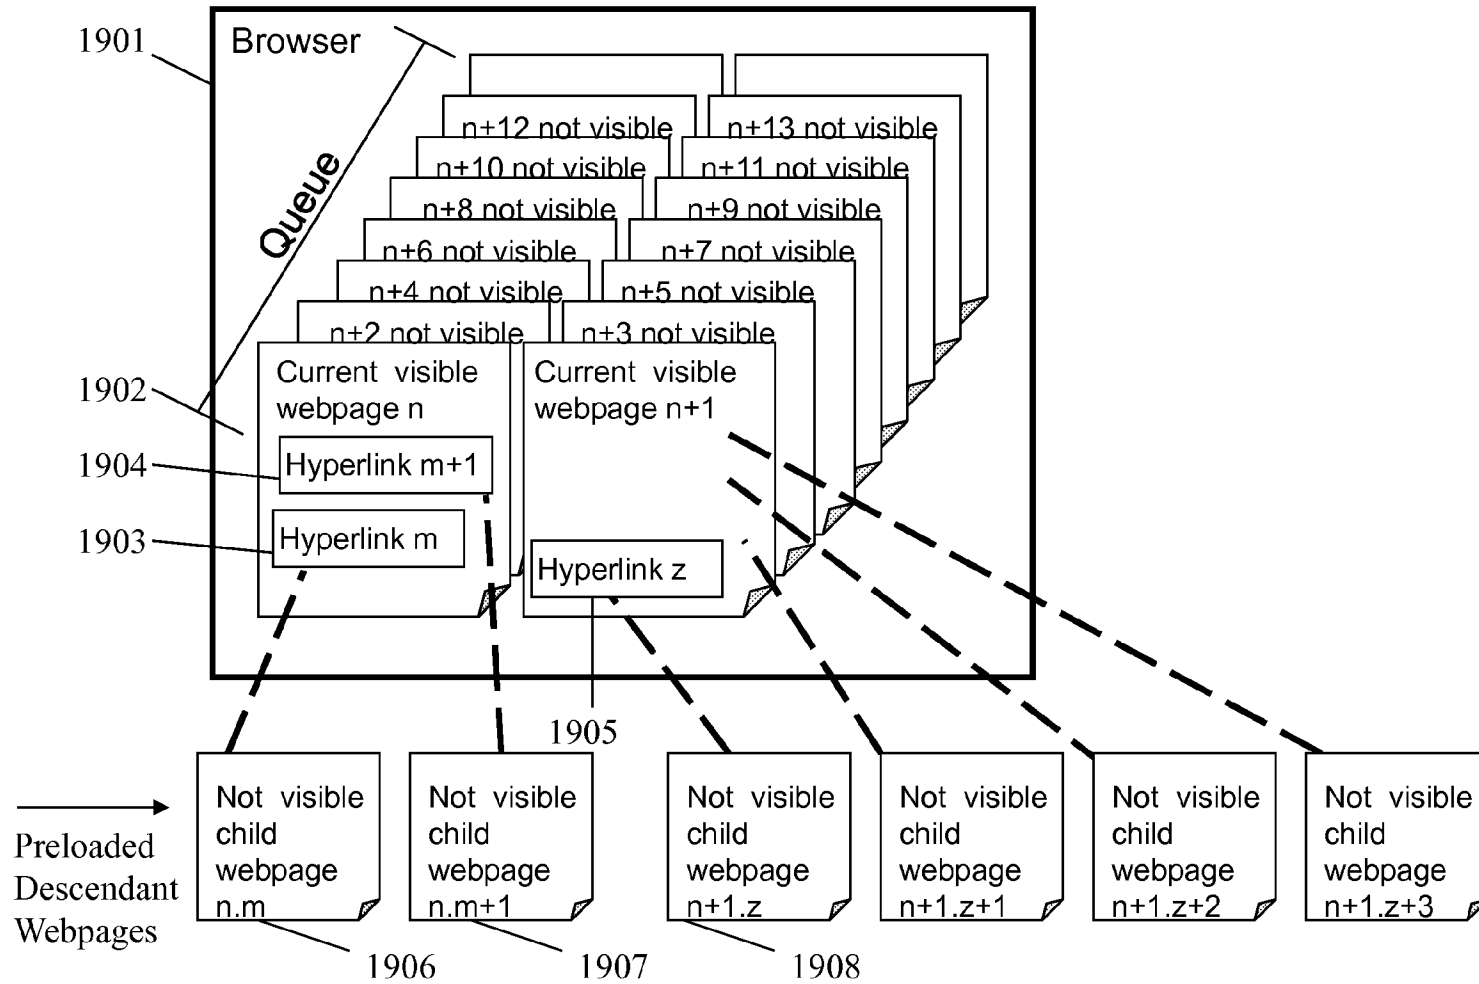 1901
Browser
Queue
n+12 not visible
n+13 not visible
n+10 not visible
n+11 not visible
n+8 not visible
n+9 not visible
n+6 not visible
n+7 not visible
n+4 not visible
n+5 not visible
n+2 not visible
n+3 not visible
1902
Current visible
webpage n
Current visible
webpage n+1
1904
Hyperlink m+1
1903
Hyperlink m
Hyperlink z
1905
Preloaded
Descendant
Webpages
Not visible
child
webpage
n.m
Not visible
child
webpage
n.m+1
Not visible
child
webpage
n+1.z
Not visible
child
webpage
n+1.z+1
Not visible
child
webpage
n+1.z+2
Not visible
child
webpage
n+1.z+3
1906
1907
1908